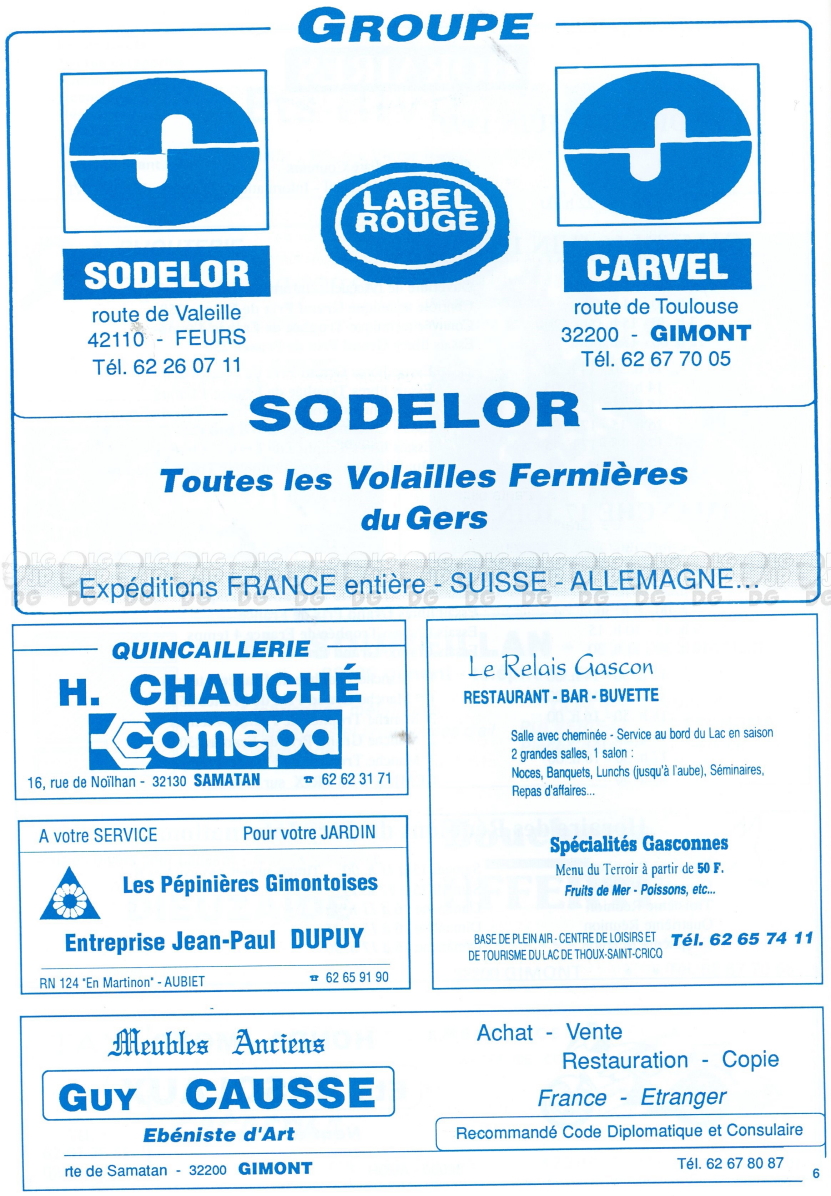 GROUPE
SODELOR
route de Valeille
42110 - FEURS
Tél. 62 26 07 11
LABEL
ROUGE
CARVEL
route de Toulouse
32200 - GIMONT
Tél. 62 67 70 05
SODELOR
Toutes les Volailles Fermières
du Gers
Expéditions FRANCE entière - SUISSE - ALLEMAGNE...
QUINCAILLERIE
H. CHAUCHÉ
comepa
16, rue de Noïlhan - 32130 SAMATAN ☎ 62 62 31 71
A votre SERVICE Pour votre JARDIN
Les Pépinières Gimontoises
Entreprise Jean-Paul DUPUY
RN 124 "En Martinon" - AUBIET ☎ 62 65 91 90
Le Relais Gascon
RESTAURANT - BAR - BUVETTE
Salle avec cheminée - Service au bord du Lac en saison
2 grandes salles, 1 salon :
Noces, Banquets, Lunchs (jusqu'à l'aube), Séminaires,
Repas d'affaires...
Spécialités Gasconnes
Menu du Terroir à partir de 50 F.
Fruits de Mer - Poissons, etc...
BASE DE PLEIN AIR - CENTRE DE LOISIRS ET
DE TOURISME DU LAC DE THOUX-SAINT-CRICQ
Tél. 62 65 74 11
Meubles Anciens
GUY CAUSSE
Ebéniste d'Art
rte de Samatan - 32200 GIMONT
Achat - Vente
Restauration - Copie
France - Etranger
Recommandé Code Diplomatique et Consulaire
Tél. 62 67 80 87
6